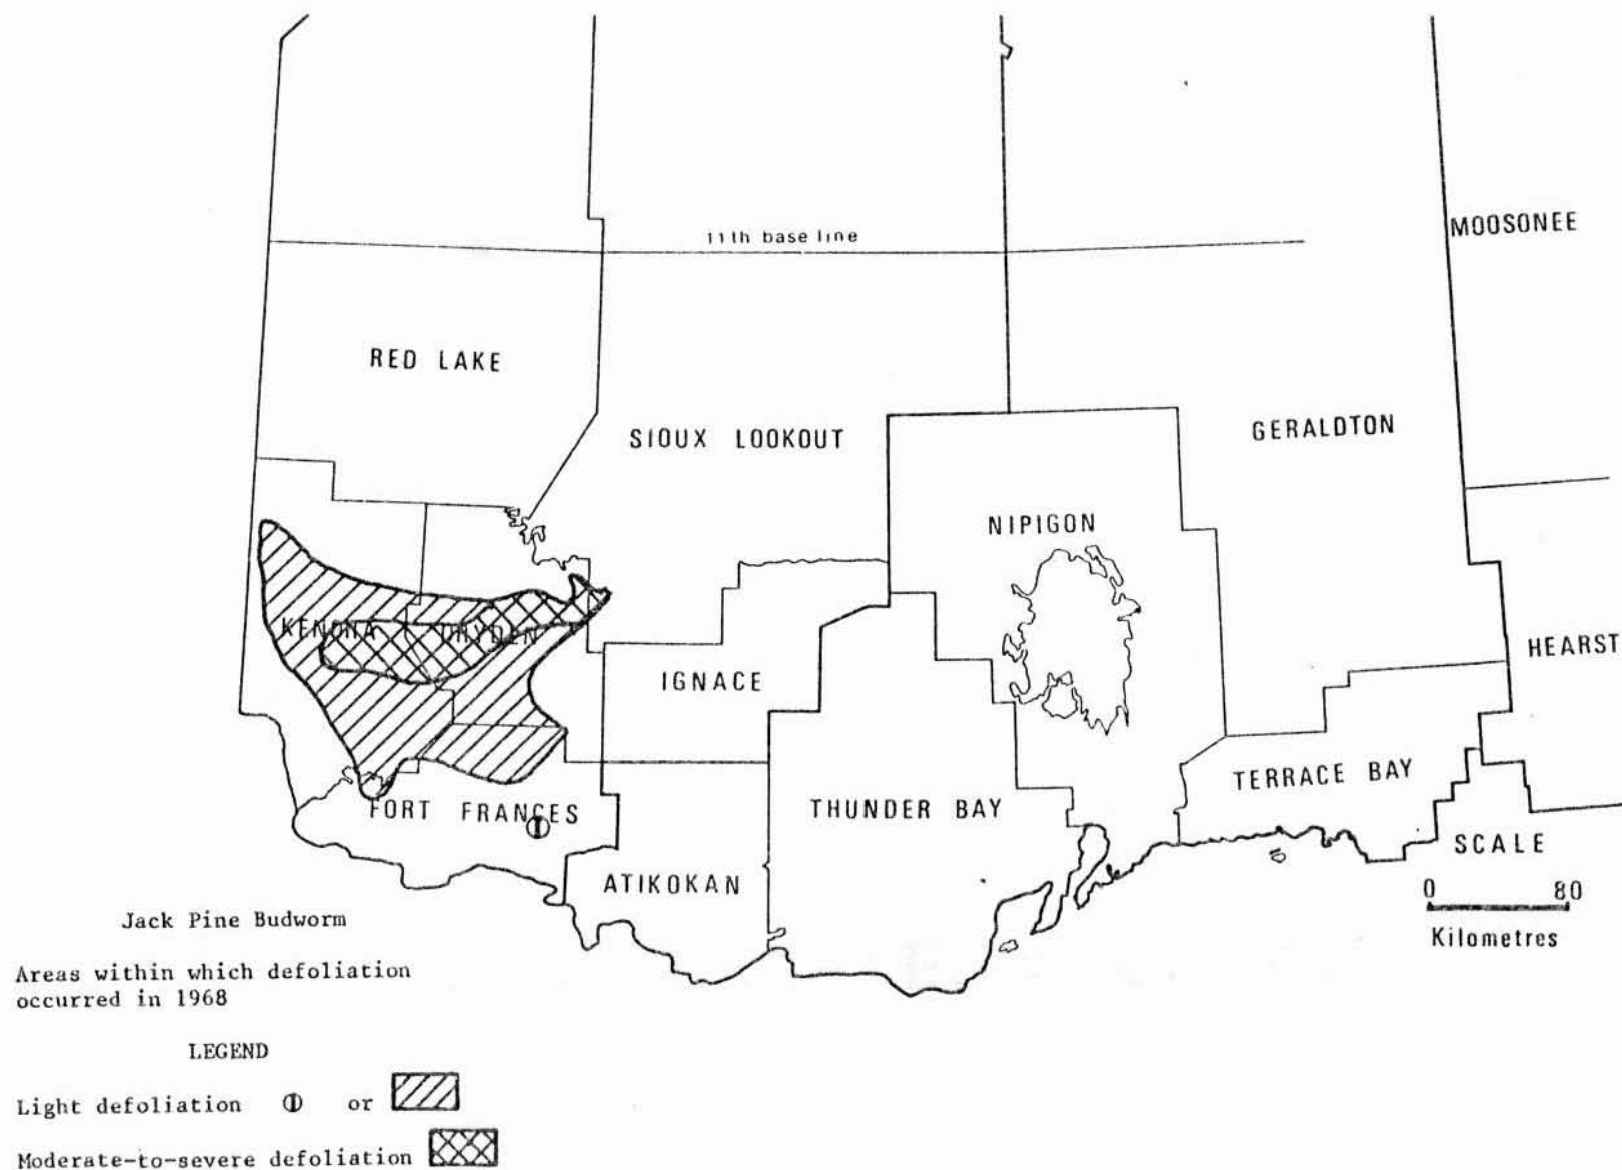 11th base line
MOOSONEE
RED LAKE
SIOUX LOOKOUT
GERALDTON
NIPIGON
KENORA
DRYDEN
HEARST
IGNACE
TERRACE BAY
FORT FRANCES
THUNDER BAY
ATIKOKAN
SCALE
0 80
Kilometres
Jack Pine Budworm
Areas within which defoliation
occurred in 1968
LEGEND
Light defoliation or
Moderate-to-severe defoliation